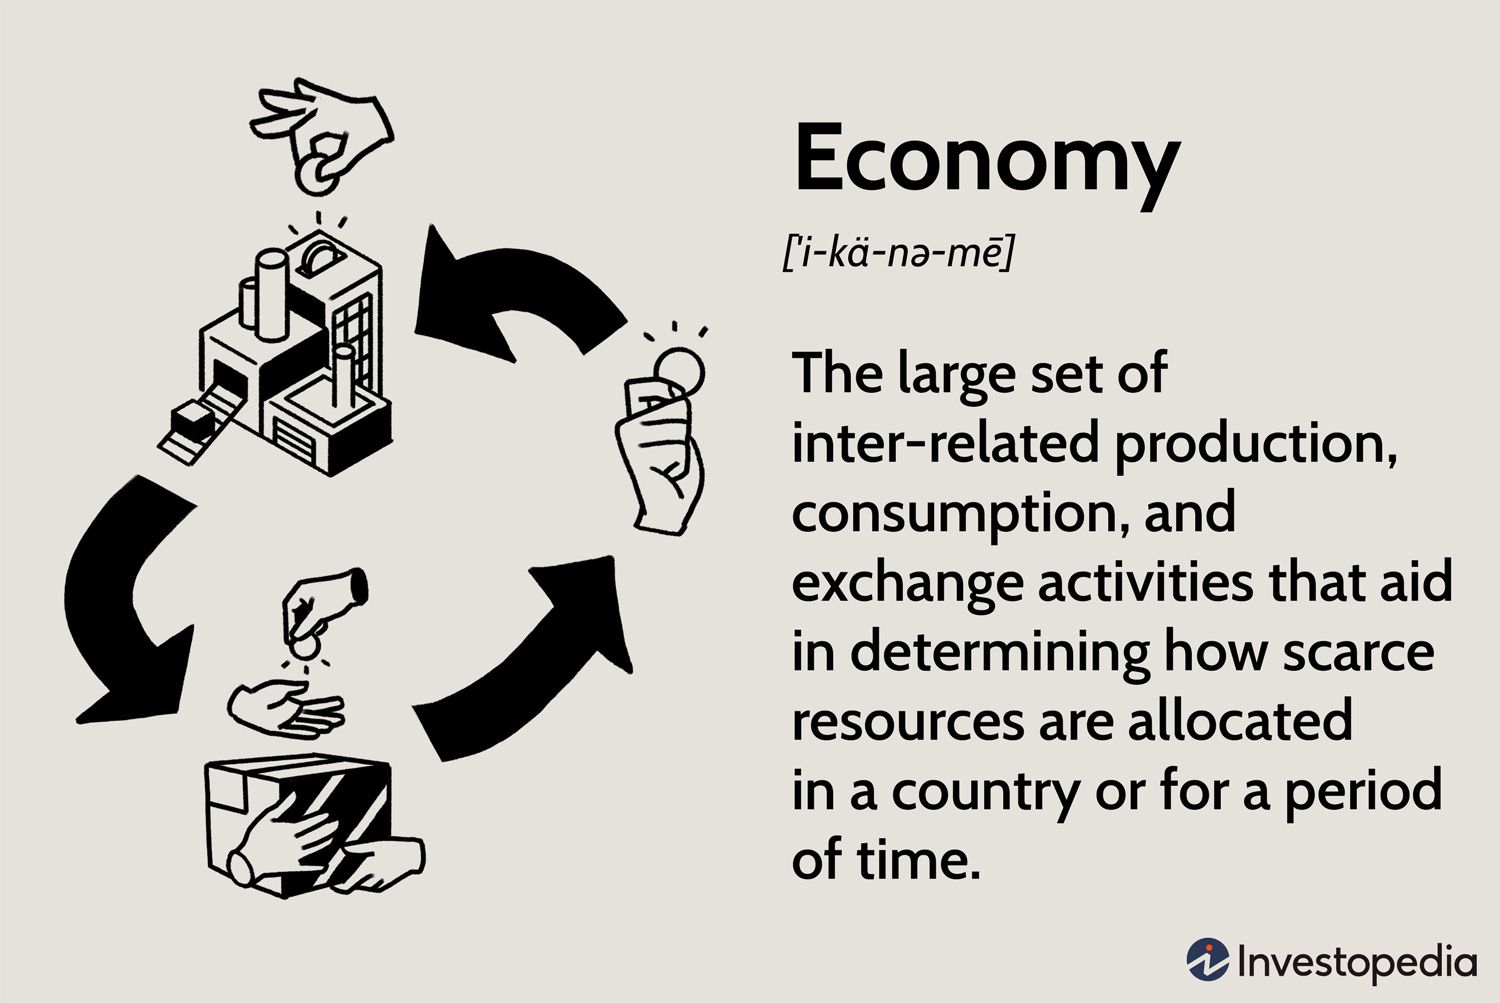 Economy
['i-kä-nə-mē]
The large set of
inter-related production,
consumption, and
exchange activities that aid
in determining how scarce
resources are allocated
in a country or for a period
of time.
Investopedia